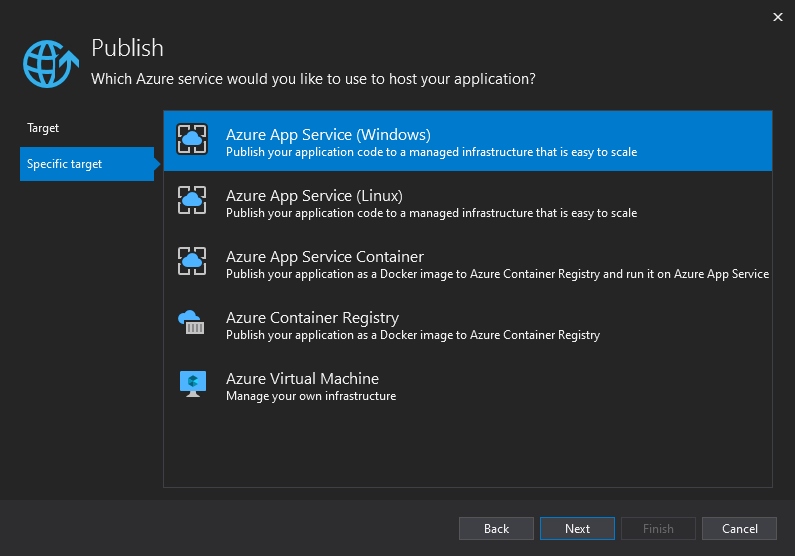 Publish
Which Azure service would you like to use to host your application?
Target
Specific target
Azure App Service (Windows)
Publish your application code to a managed infrastructure that is easy to scale
Azure App Service (Linux)
Publish your application code to a managed infrastructure that is easy to scale
Azure App Service Container
Publish your application as a Docker image to Azure Container Registry and run it on Azure App Service
Azure Container Registry
Publish your application as a Docker image to Azure Container Registry
Azure Virtual Machine
Manage your own infrastructure
Back
Next
Finish
Cancel